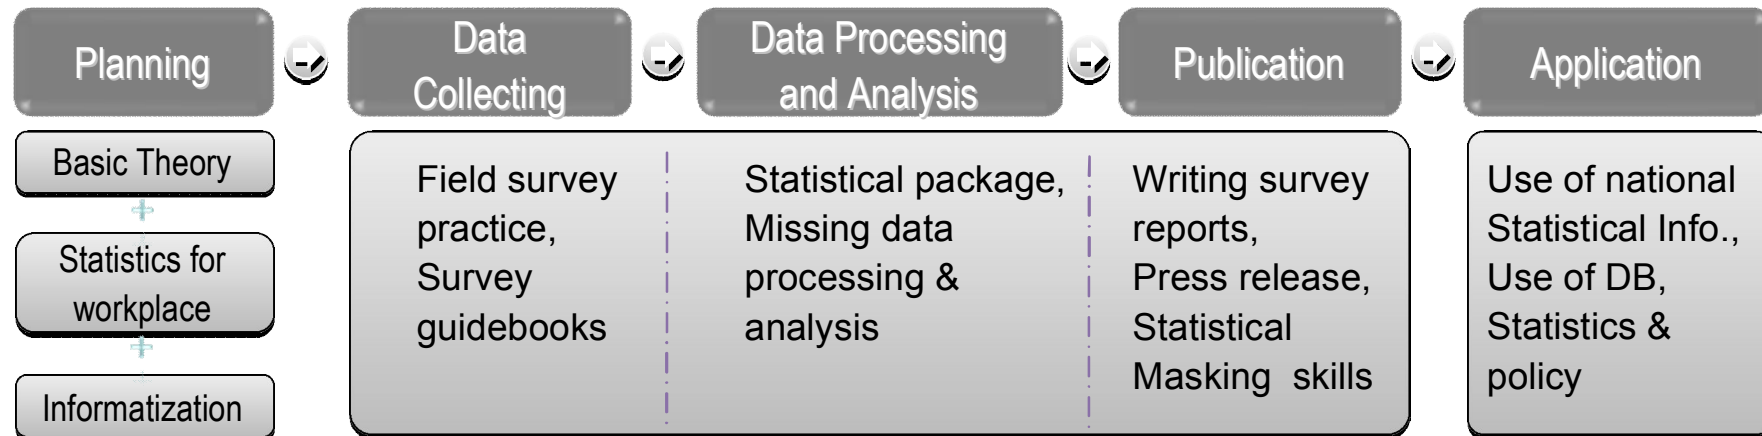 Planning
Data
Collecting
Data Processing
and Analysis
Publication
Application
Basic Theory
+
Statistics for
workplace
+
Informatization
Field survey
practice,
Survey
guidebooks
Statistical package,
Missing data
processing &
analysis
Writing survey
reports,
Press release,
Statistical
Masking skills
Use of national
Statistical Info.,
Use of DB,
Statistics &
policy